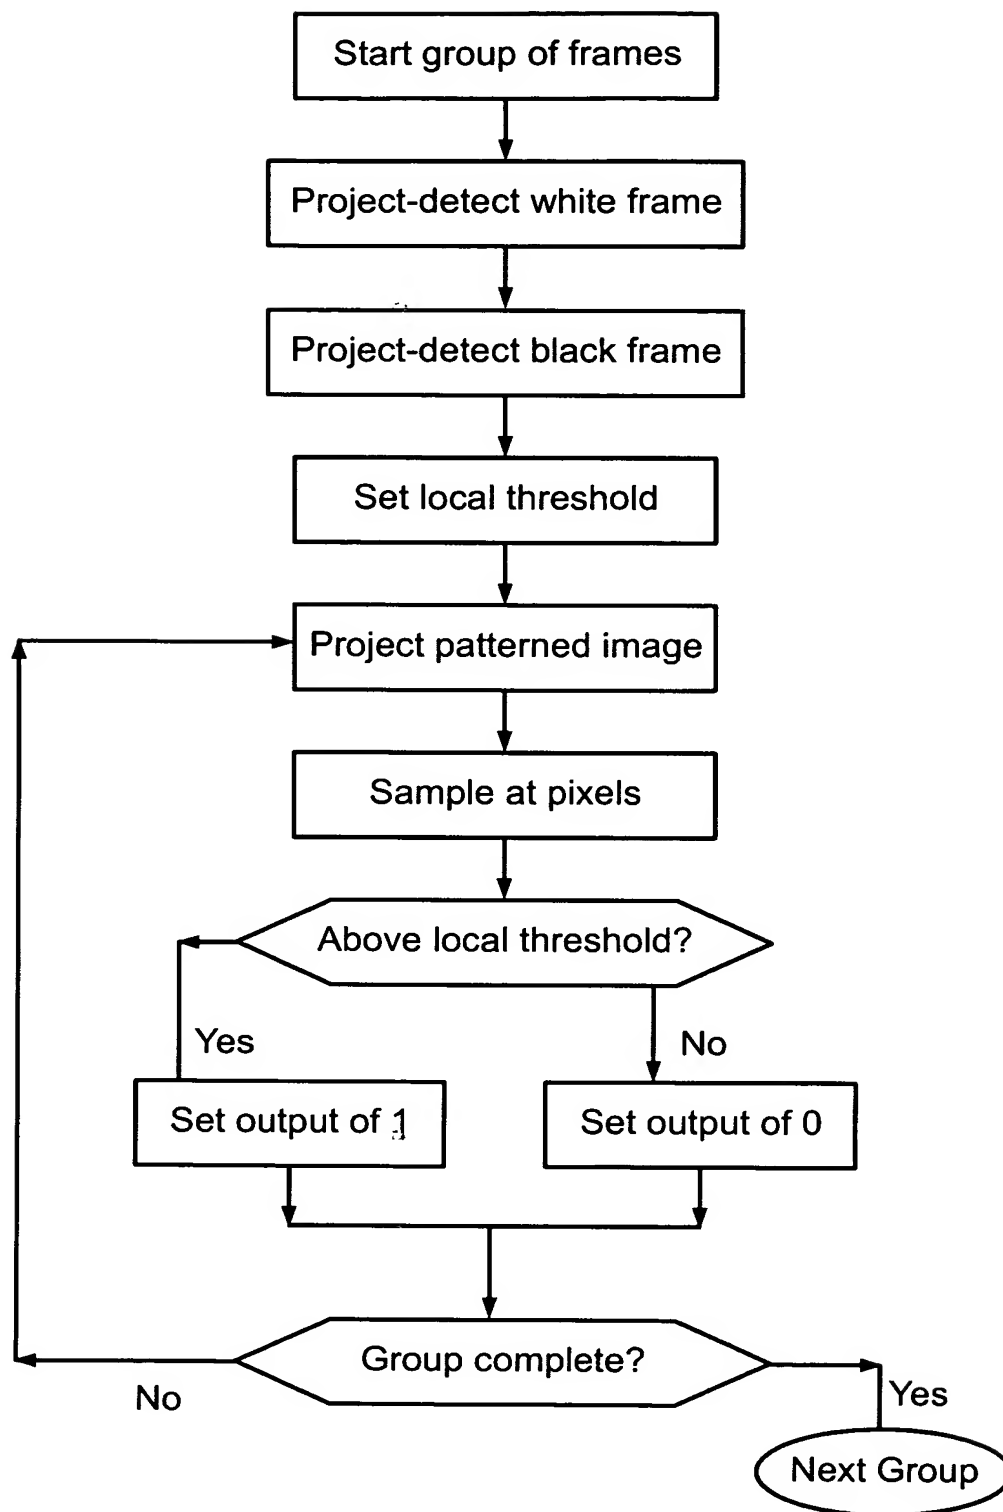 Start group of frames
Project-detect white frame
Project-detect black frame
Set local threshold
Project patterned image
Sample at pixels
Above local threshold?
Yes
No
Set output of 1
Set output of 0
Group complete?
No
Yes
Next Group